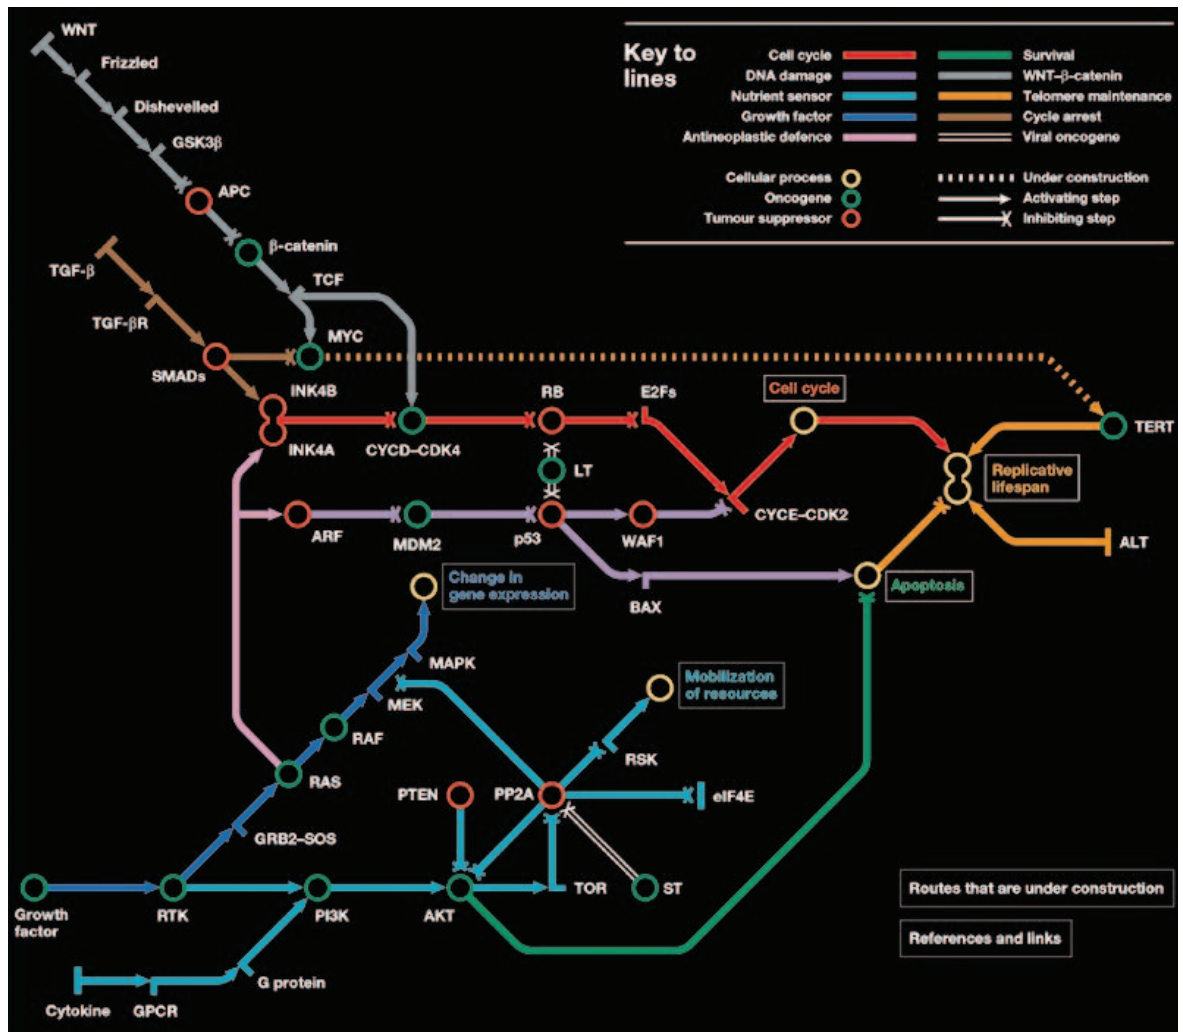 WNT
Frizzled
Dishevelled
GSK3β
APC
β-catenin
TCF
TGF-β
TGF-βR
MYC
SMADs
INK4B
INK4A
CYCD–CDK4
RB
E2Fs
Cell cycle
TERT
LT
Replicative
lifespan
CYCE–CDK2
ARF
MDM2
p53
WAF1
ALT
Change in
gene expression
BAX
Apoptosis
MAPK
MEK
Mobilization
of resources
RAF
RSK
RAS
PTEN
PP2A
eIF4E
GRB2–SOS
Growth
factor
RTK
PI3K
AKT
TOR
ST
G protein
Cytokine
GPCR
Key to
lines
Cell cycle
DNA damage
Nutrient sensor
Growth factor
Antineoplastic defence
Survival
WNT–β-catenin
Telomere maintenance
Cycle arrest
Viral oncogene
Cellular process
Oncogene
Tumour suppressor
Under construction
Activating step
Inhibiting step
Routes that are under construction
References and links